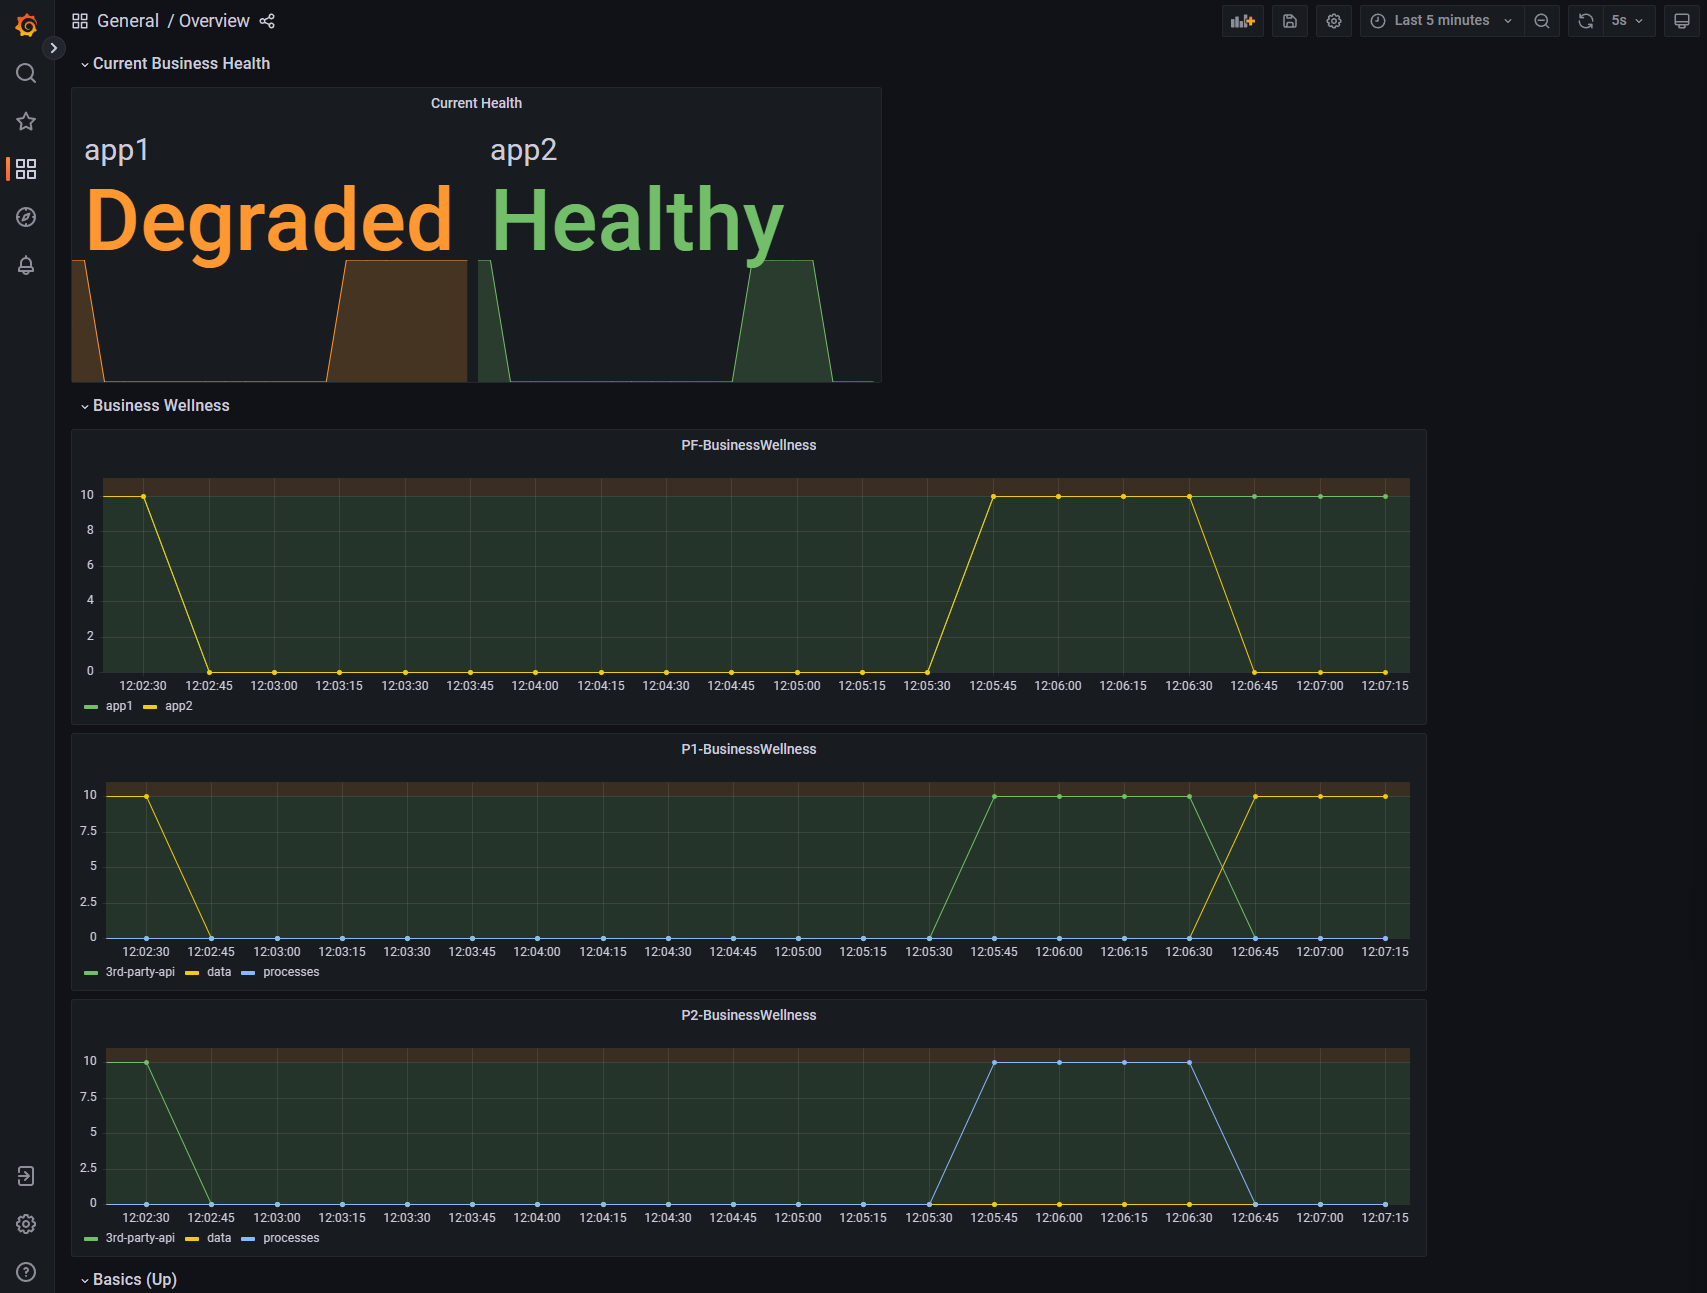 General / Overview
Last 5 minutes
5s
Current Business Health
Current Health
app1
app2
Degraded
Healthy
Business Wellness
PF-BusinessWellness
10
8
6
4
2
0
12:02:30 12:02:45 12:03:00 12:03:15 12:03:30 12:03:45 12:04:00 12:04:15 12:04:30 12:04:45 12:05:00 12:05:15 12:05:30 12:05:45 12:06:00 12:06:15 12:06:30 12:06:45 12:07:00 12:07:15
app1 app2
P1-BusinessWellness
10
7.5
5
2.5
0
12:02:30 12:02:45 12:03:00 12:03:15 12:03:30 12:03:45 12:04:00 12:04:15 12:04:30 12:04:45 12:05:00 12:05:15 12:05:30 12:05:45 12:06:00 12:06:15 12:06:30 12:06:45 12:07:00 12:07:15
3rd-party-api data processes
P2-BusinessWellness
10
7.5
5
2.5
0
12:02:30 12:02:45 12:03:00 12:03:15 12:03:30 12:03:45 12:04:00 12:04:15 12:04:30 12:04:45 12:05:00 12:05:15 12:05:30 12:05:45 12:06:00 12:06:15 12:06:30 12:06:45 12:07:00 12:07:15
3rd-party-api data processes
Basics (Up)